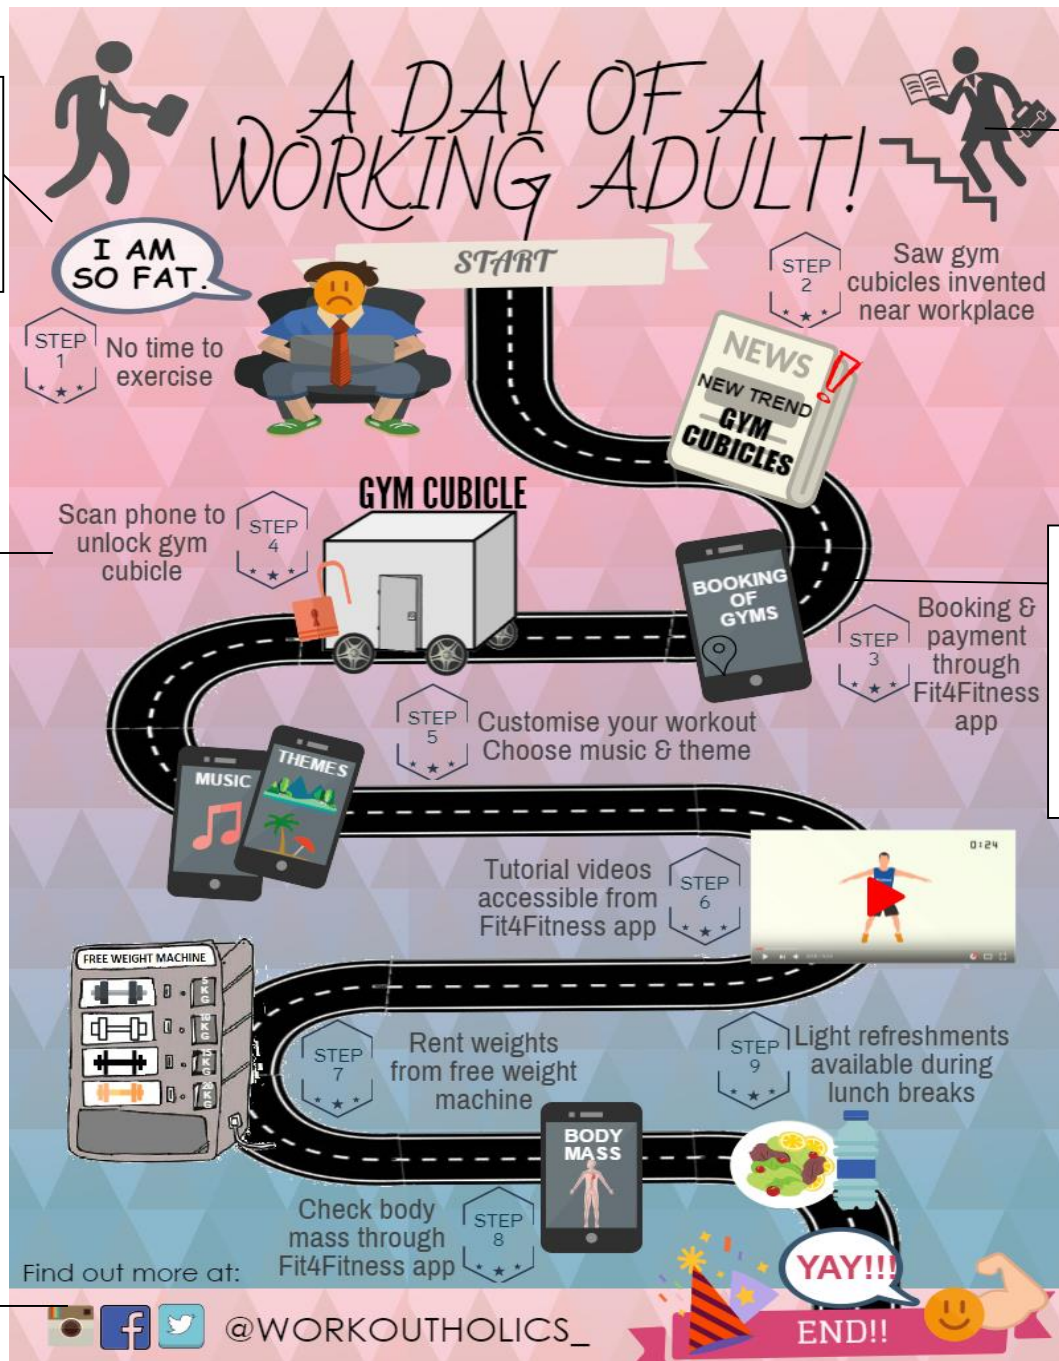 A DAY OF A
WORKING ADULT!
START
I AM
SO FAT.
STEP
1
No time to
exercise
STEP
2
Saw gym
cubicles invented
near workplace
NEWS
NEW TREND
GYM
CUBICLES
!
BOOKING
OF
GYMS
STEP
3
Booking &
payment
through
Fit4Fitness
app
GYM CUBICLE
Scan phone to
unlock gym
cubicle
STEP
4
STEP
5
Customise your workout
Choose music & theme
MUSIC
THEMES
Tutorial videos
accessible from
Fit4Fitness app
STEP
6
0:24
FREE WEIGHT MACHINE
STEP
7
Rent weights
from free weight
machine
BODY
MASS
Check body
mass through
Fit4Fitness app
STEP
8
STEP
9
Light refreshments
available during
lunch breaks
YAY!!!
END!!
Find out more at:
@WORKOUTHOLICS_